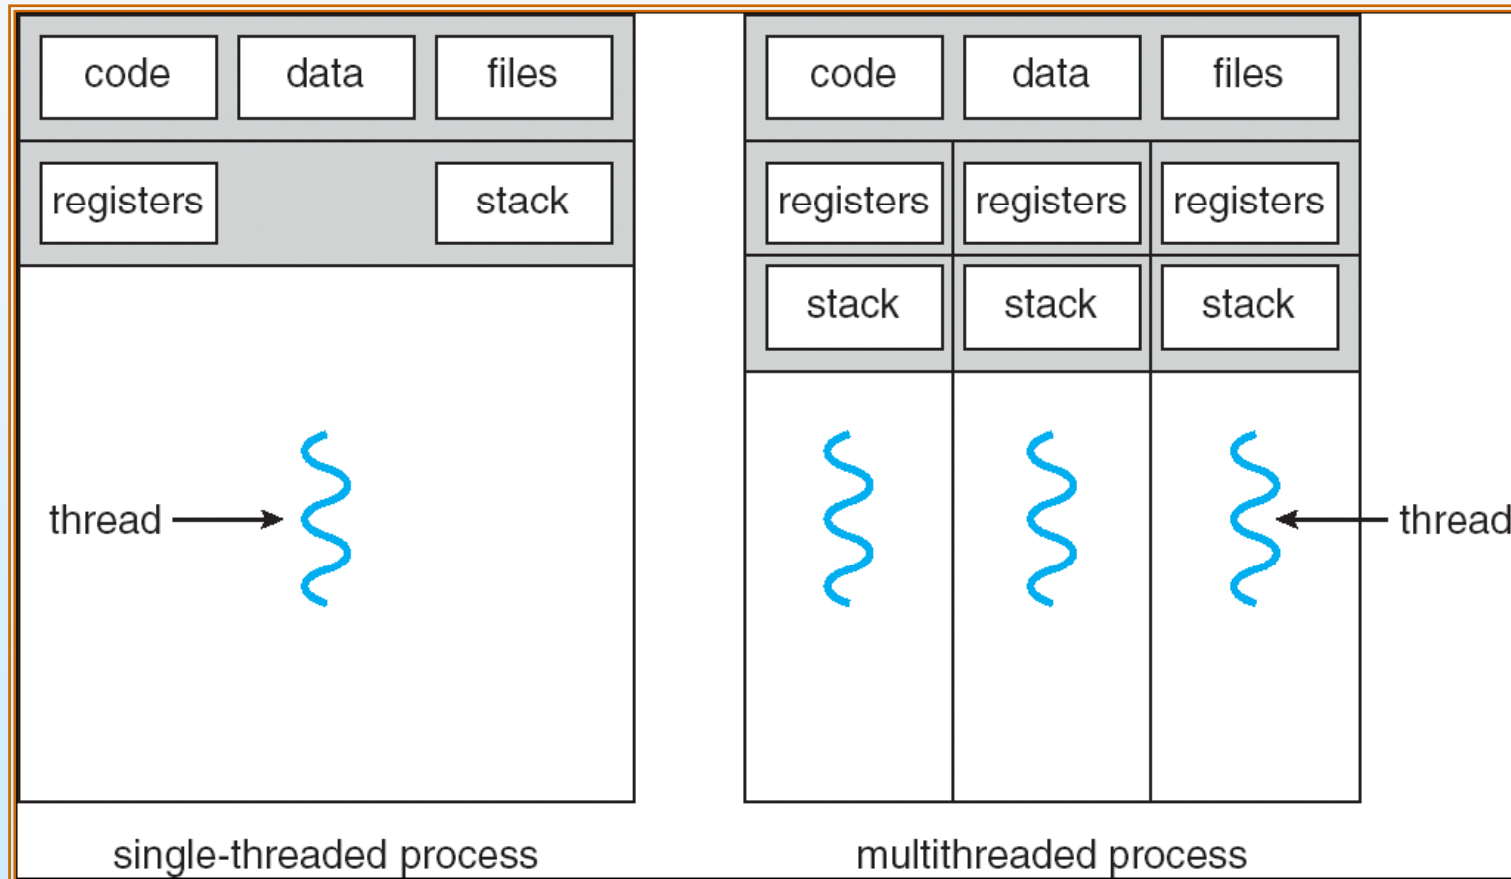 code data files
registers stack
thread
single-threaded process
code data files
registers registers registers
stack stack stack
thread
multithreaded process